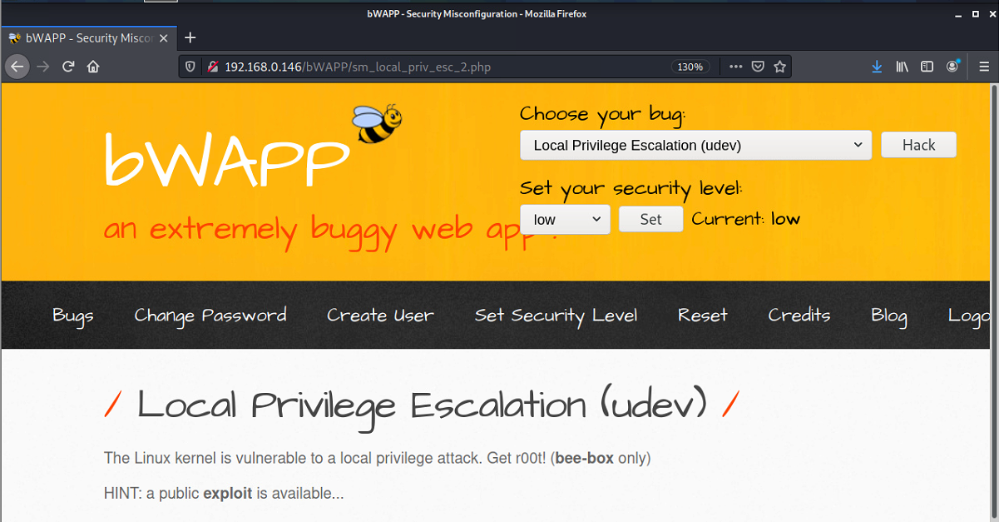 bWAPP - Security Misconfiguration - Mozilla Firefox
bWAPP - Security Miscon
192.168.0.146/bWAPP/sm_local_priv_esc_2.php
130%
bWAPP
an extremely buggy web app !
Choose your bug:
Local Privilege Escalation (udev)
Hack
Set your security level:
low
Set
Current: low
Bugs
Change Password
Create User
Set Security Level
Reset
Credits
Blog
Logo
/ Local Privilege Escalation (udev) /
The Linux kernel is vulnerable to a local privilege attack. Get r00t! (bee-box only)
HINT: a public exploit is available...